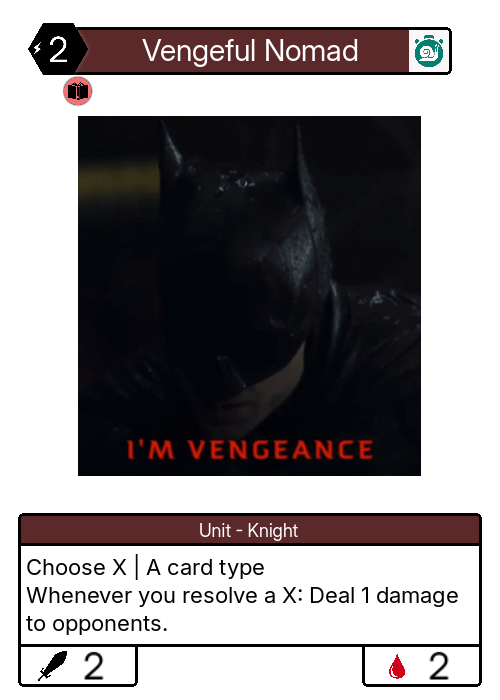 2 Vengeful Nomad
I'M VENGEANCE
Unit - Knight
Choose X | A card type
Whenever you resolve a X: Deal 1 damage
to opponents.
2 2